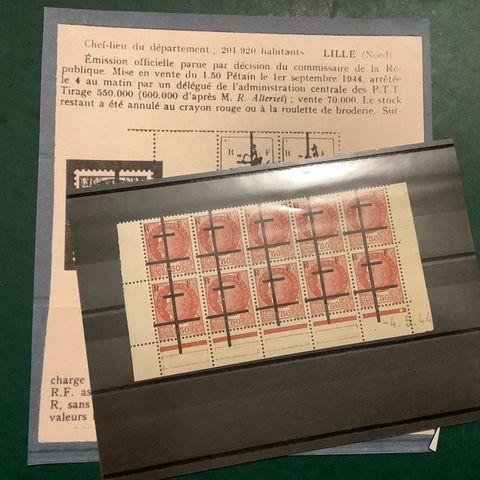 Chef-lieu du département ; 201.920 habitants. LILLE (Nord)
Émission officielle parue par décision du commissaire de la Ré-
publique. Mise en vente du 1.50 Pétain le 1er septembre 1944, arrêtée
le 4 au matin par un délégué de l'administration centrale des P.T.T
Tirage 550.000 (600.000 d'après M. R. Alteriet) ; vente 70.000. Le stock
restant a été annulé au crayon rouge ou à la roulette de broderie. Sur-
R F R F
-4.5.44
charge
R.F. as
R, sans
valeurs